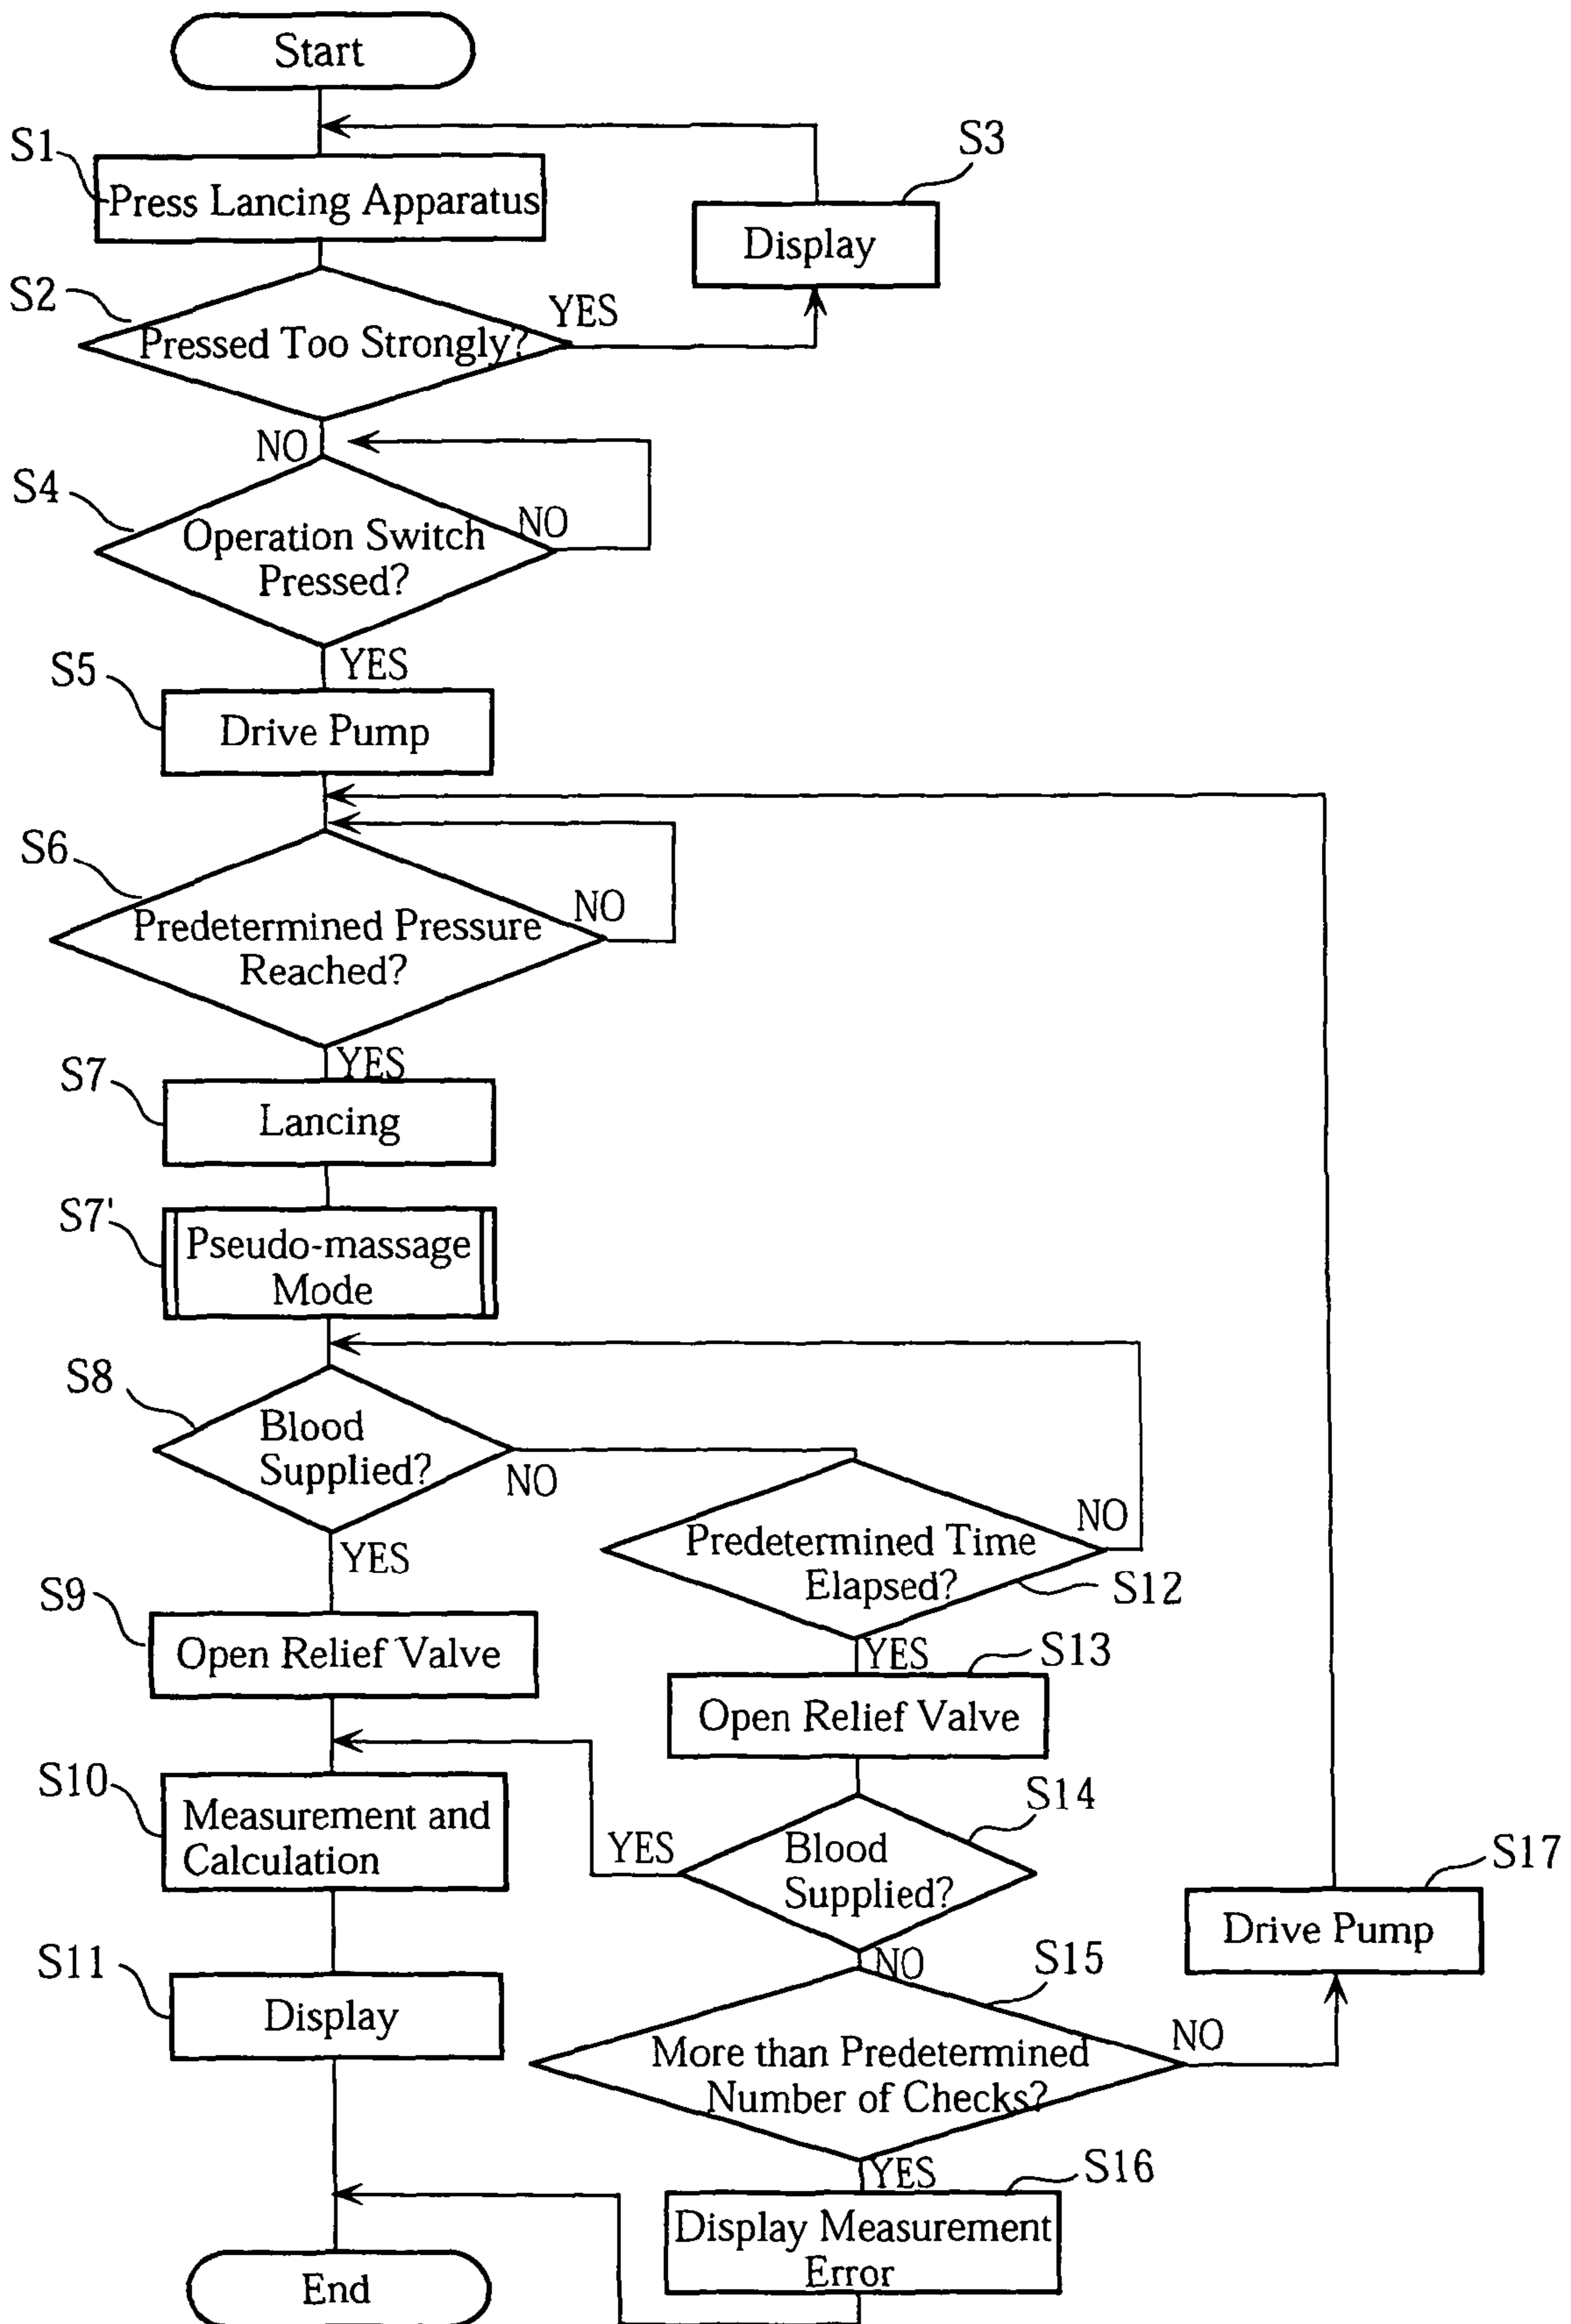 Start
S1
Press Lancing Apparatus
S3
Display
S2
Pressed Too Strongly?
YES
NO
S4
Operation Switch
Pressed?
NO
YES
S5
Drive Pump
S6
Predetermined Pressure
Reached?
NO
YES
S7
Lancing
S7'
Pseudo-massage
Mode
S8
Blood
Supplied?
NO
YES
Predetermined Time
Elapsed?
NO
S12
YES
S9
Open Relief Valve
S13
Open Relief Valve
S10
Measurement and
Calculation
S14
Blood
Supplied?
YES
NO
S17
Drive Pump
S11
Display
S15
More than Predetermined
Number of Checks?
NO
YES
S16
Display Measurement
Error
End